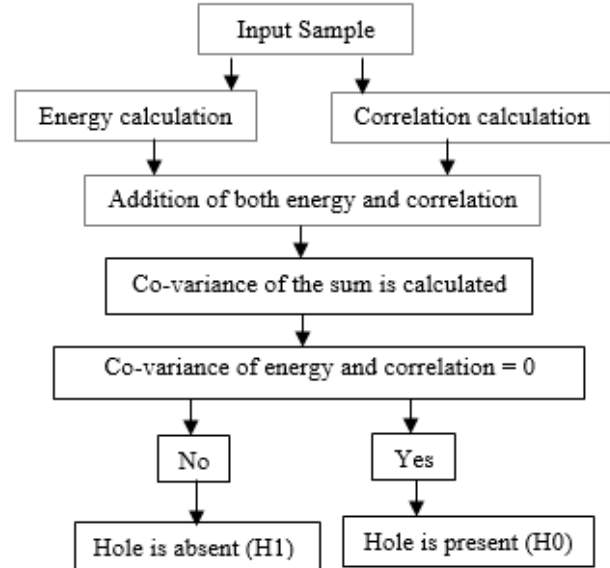 Input Sample
Energy calculation
Correlation calculation
Addition of both energy and correlation
Co-variance of the sum is calculated
Co-variance of energy and correlation = 0
No
Yes
Hole is absent (H1)
Hole is present (H0)